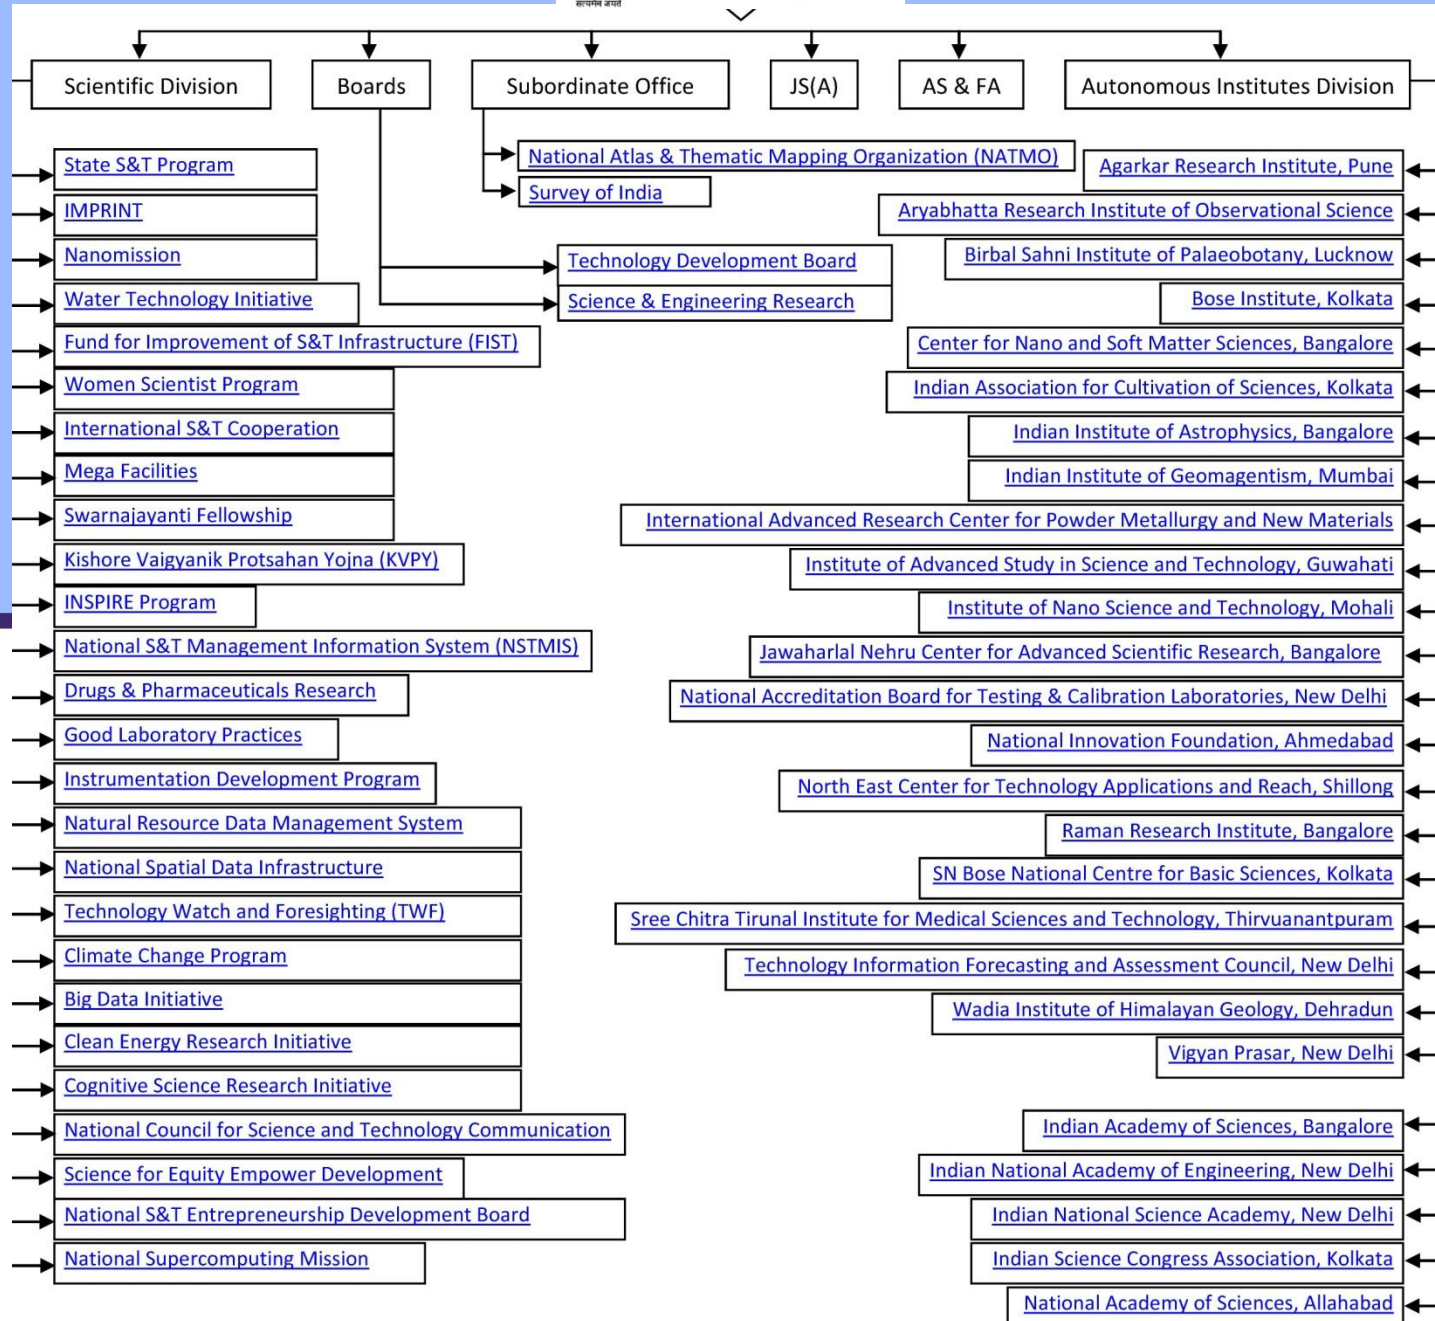 सत्यमेव जयते
Scientific Division
Boards
Subordinate Office
JS(A)
AS & FA
Autonomous Institutes Division
State S&T Program
IMPRINT
Nanomission
Water Technology Initiative
Fund for Improvement of S&T Infrastructure (FIST)
Women Scientist Program
International S&T Cooperation
Mega Facilities
Swarnajayanti Fellowship
Kishore Vaigyanik Protsahan Yojna (KVPY)
INSPIRE Program
National S&T Management Information System (NSTMIS)
Drugs & Pharmaceuticals Research
Good Laboratory Practices
Instrumentation Development Program
Natural Resource Data Management System
National Spatial Data Infrastructure
Technology Watch and Foresighting (TWF)
Climate Change Program
Big Data Initiative
Clean Energy Research Initiative
Cognitive Science Research Initiative
National Council for Science and Technology Communication
Science for Equity Empower Development
National S&T Entrepreneurship Development Board
National Supercomputing Mission
National Atlas & Thematic Mapping Organization (NATMO)
Survey of India
Technology Development Board
Science & Engineering Research
Agarkar Research Institute, Pune
Aryabhatta Research Institute of Observational Science
Birbal Sahni Institute of Palaeobotany, Lucknow
Bose Institute, Kolkata
Center for Nano and Soft Matter Sciences, Bangalore
Indian Association for Cultivation of Sciences, Kolkata
Indian Institute of Astrophysics, Bangalore
Indian Institute of Geomagentism, Mumbai
International Advanced Research Center for Powder Metallurgy and New Materials
Institute of Advanced Study in Science and Technology, Guwahati
Institute of Nano Science and Technology, Mohali
Jawaharlal Nehru Center for Advanced Scientific Research, Bangalore
National Accreditation Board for Testing & Calibration Laboratories, New Delhi
National Innovation Foundation, Ahmedabad
North East Center for Technology Applications and Reach, Shillong
Raman Research Institute, Bangalore
SN Bose National Centre for Basic Sciences, Kolkata
Sree Chitra Tirunal Institute for Medical Sciences and Technology, Thirvuanantpuram
Technology Information Forecasting and Assessment Council, New Delhi
Wadia Institute of Himalayan Geology, Dehradun
Vigyan Prasar, New Delhi
Indian Academy of Sciences, Bangalore
Indian National Academy of Engineering, New Delhi
Indian National Science Academy, New Delhi
Indian Science Congress Association, Kolkata
National Academy of Sciences, Allahabad